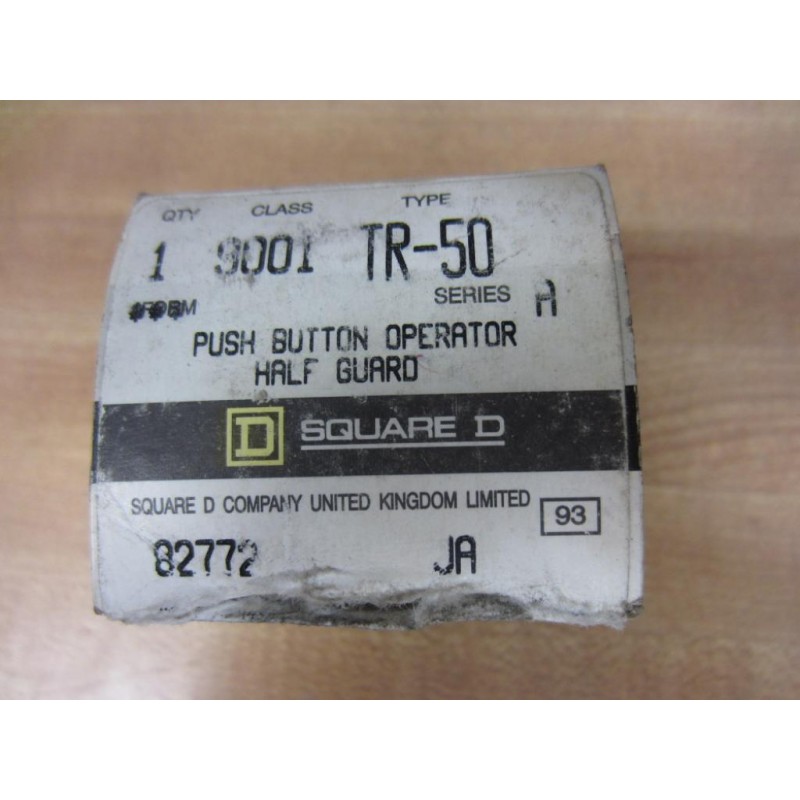 QTY CLASS TYPE
1 9001 TR-50
FORM SERIES A
PUSH BUTTON OPERATOR
HALF GUARD
D SQUARE D
SQUARE D COMPANY UNITED KINGDOM LIMITED 93
82772 JA